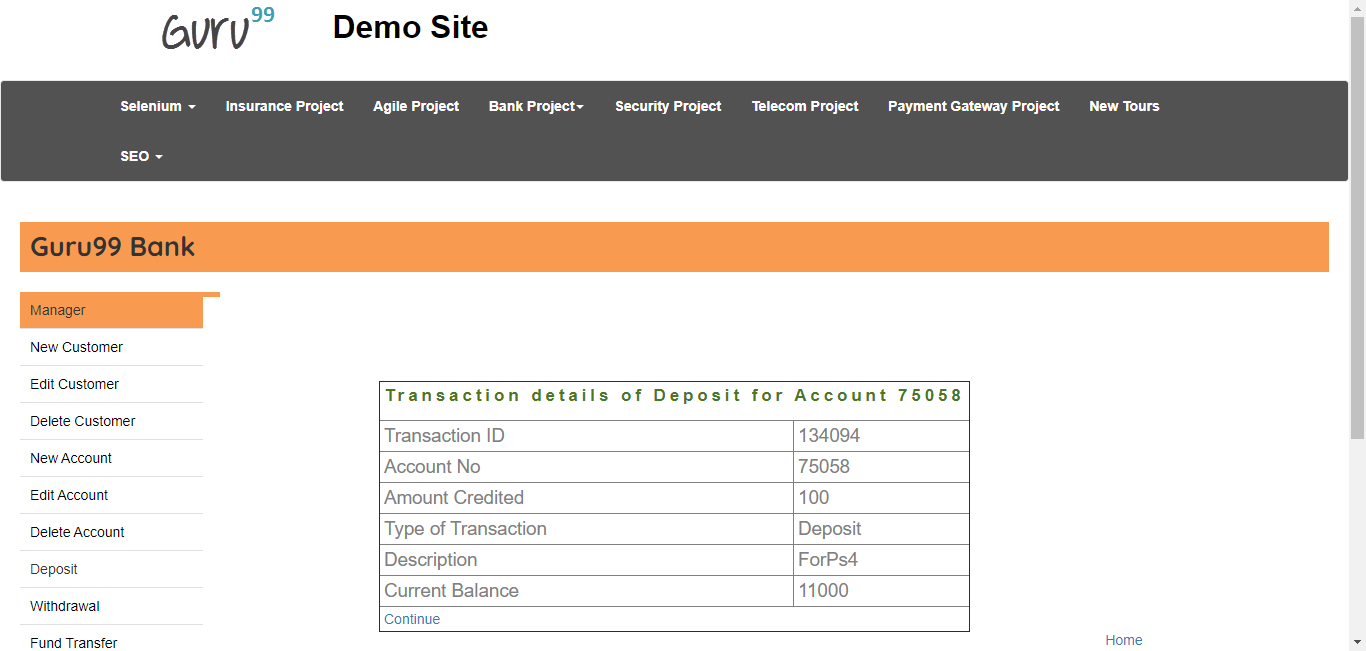 Guru99 Demo Site
Selenium Insurance Project Agile Project Bank Project Security Project Telecom Project Payment Gateway Project New Tours
SEO
Guru99 Bank
Manager
New Customer
Edit Customer
Delete Customer
New Account
Edit Account
Delete Account
Deposit
Withdrawal
Fund Transfer
Transaction details of Deposit for Account 75058
Transaction ID 134094
Account No 75058
Amount Credited 100
Type of Transaction Deposit
Description ForPs4
Current Balance 11000
Continue
Home